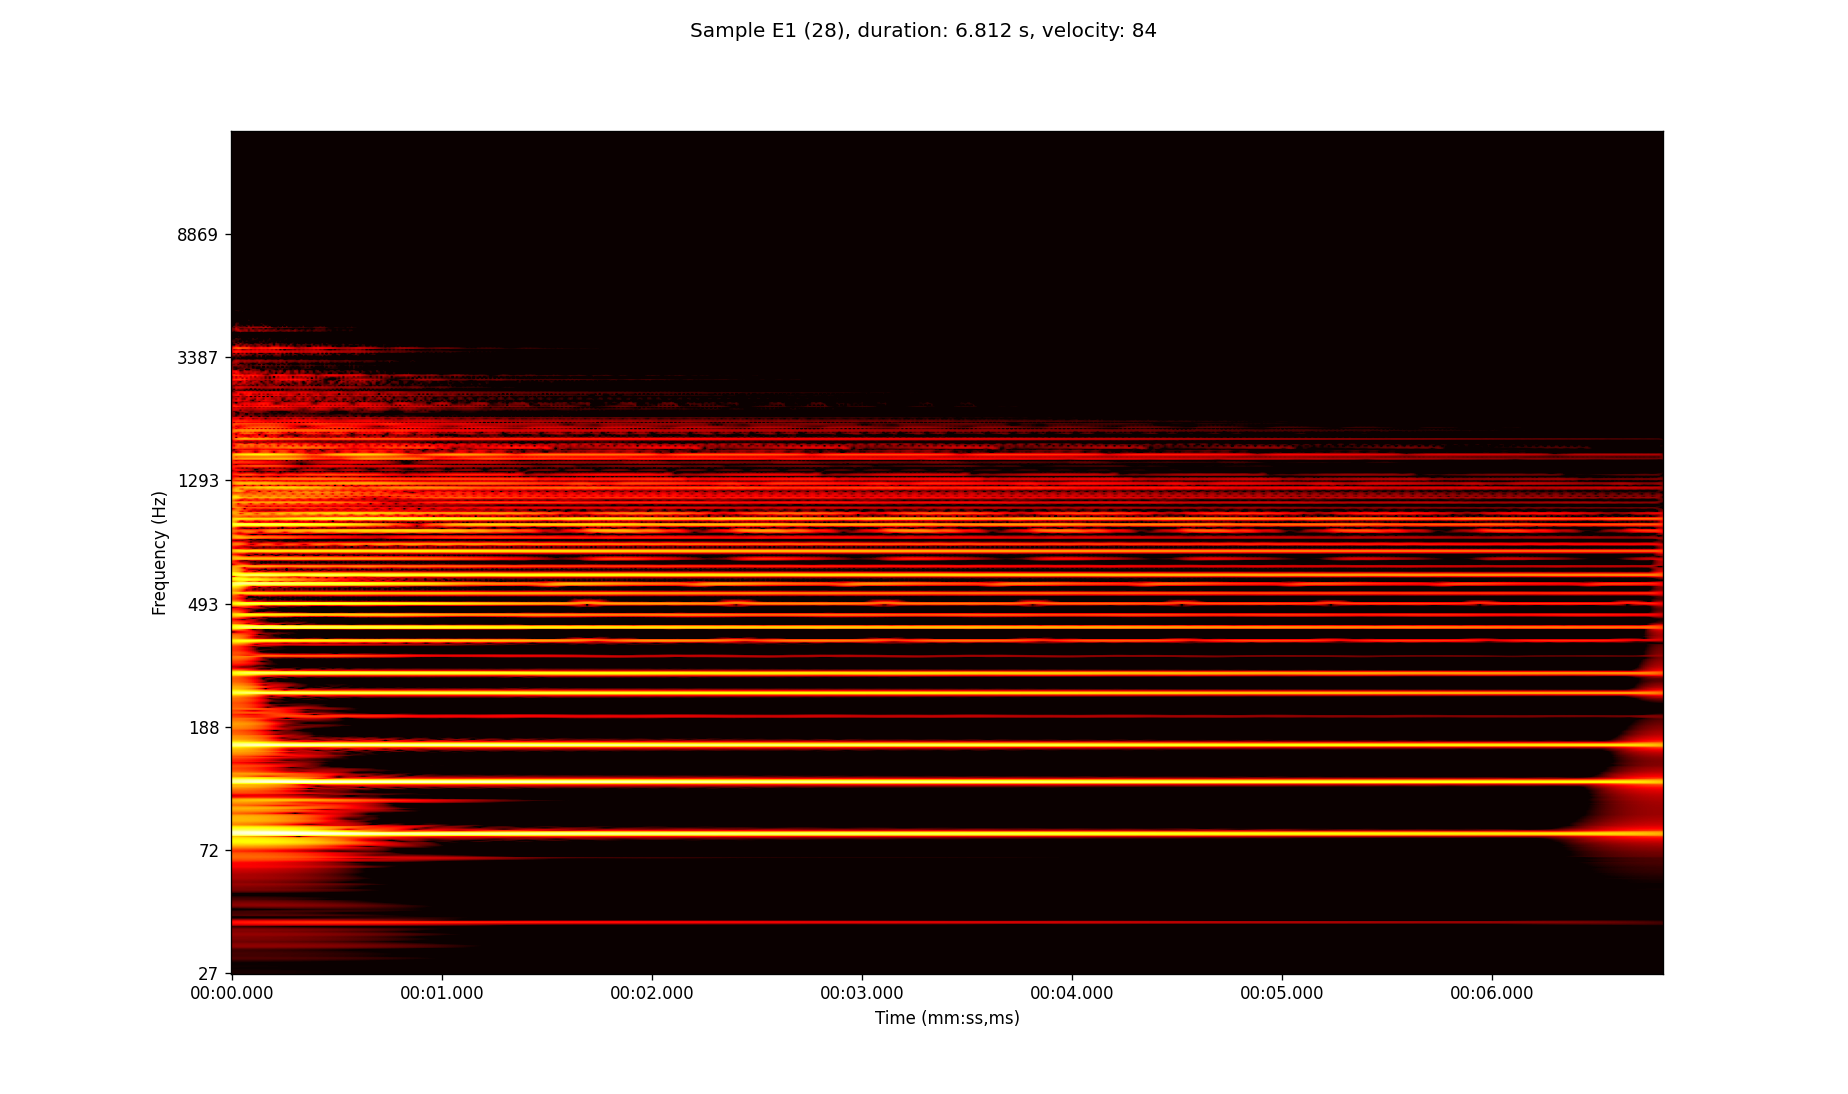 Sample E1 (28), duration: 6.812 s, velocity: 84
8869
3387
1293
493
188
72
27
Frequency (Hz)
00:00.000 00:01.000 00:02.000 00:03.000 00:04.000 00:05.000 00:06.000
Time (mm:ss,ms)